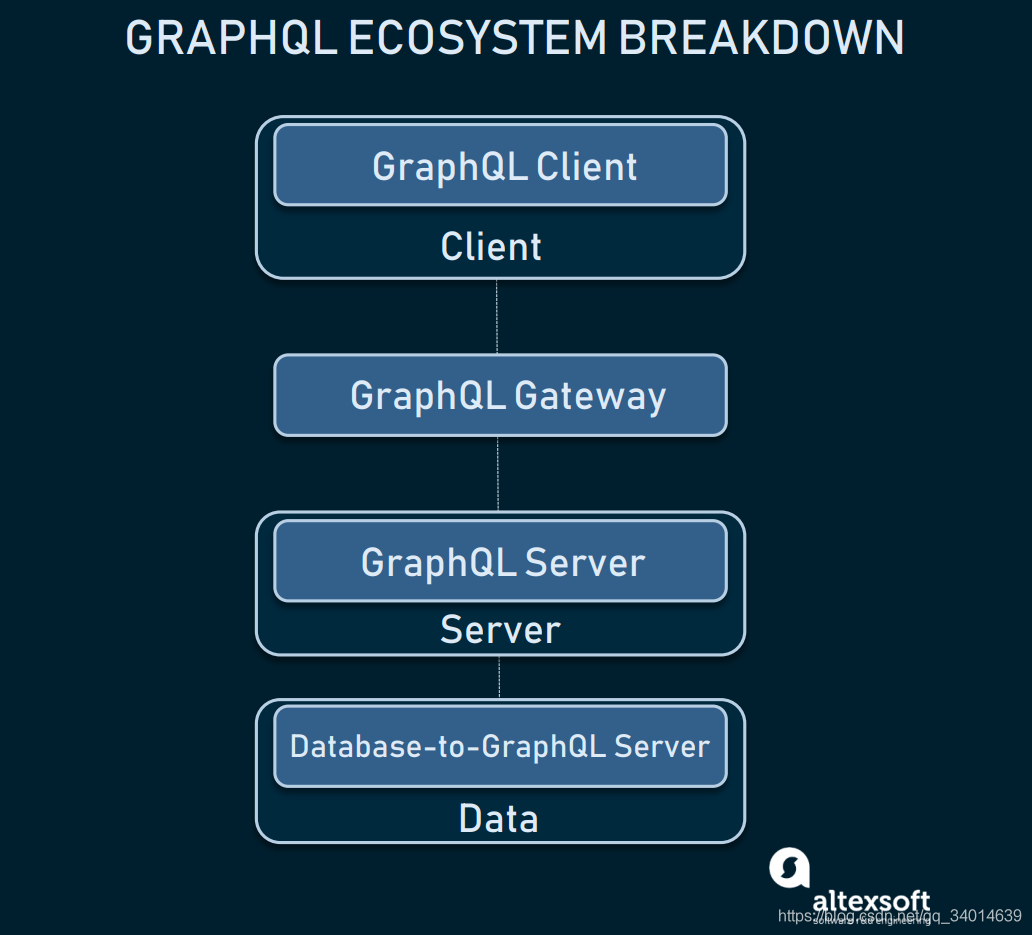 GRAPHQL ECOSYSTEM BREAKDOWN
GraphQL Client
Client
GraphQL Gateway
GraphQL Server
Server
Database-to-GraphQL Server
Data
altexsoft
software r&d engineering
https://blog.csdn.net/qq_34014639